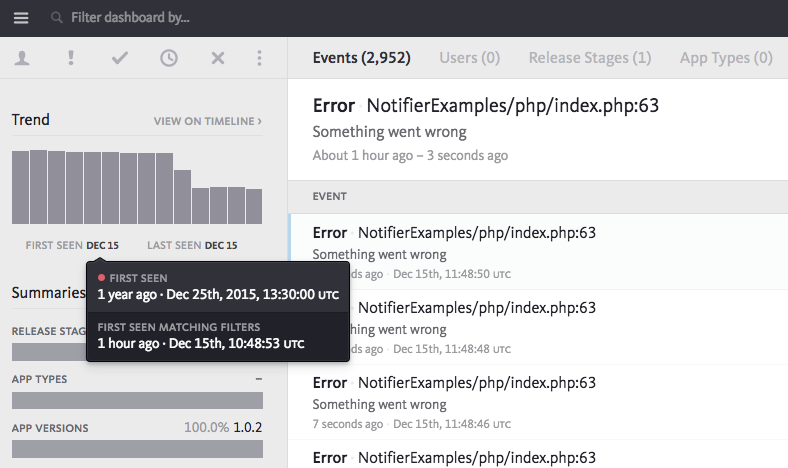 Filter dashboard by...
Events (2,952) Users (0) Release Stages (1) App Types (0)
Trend VIEW ON TIMELINE ›
FIRST SEEN DEC 15 LAST SEEN DEC 15
FIRST SEEN
1 year ago · Dec 25th, 2015, 13:30:00 UTC
FIRST SEEN MATCHING FILTERS
1 hour ago · Dec 15th, 10:48:53 UTC
Summaries
RELEASE STAG
APP TYPES –
APP VERSIONS 100.0% 1.0.2
Error · NotifierExamples/php/index.php:63
Something went wrong
About 1 hour ago – 3 seconds ago
EVENT
Error · NotifierExamples/php/index.php:63
Something went wrong
ds ago · Dec 15th, 11:48:50 UTC
Error · NotifierExamples/php/index.php:63
ng went wrong
ds ago · Dec 15th, 11:48:48 UTC
Error · NotifierExamples/php/index.php:63
Something went wrong
7 seconds ago · Dec 15th, 11:48:46 UTC
Error · NotifierExamples/php/index.php:63